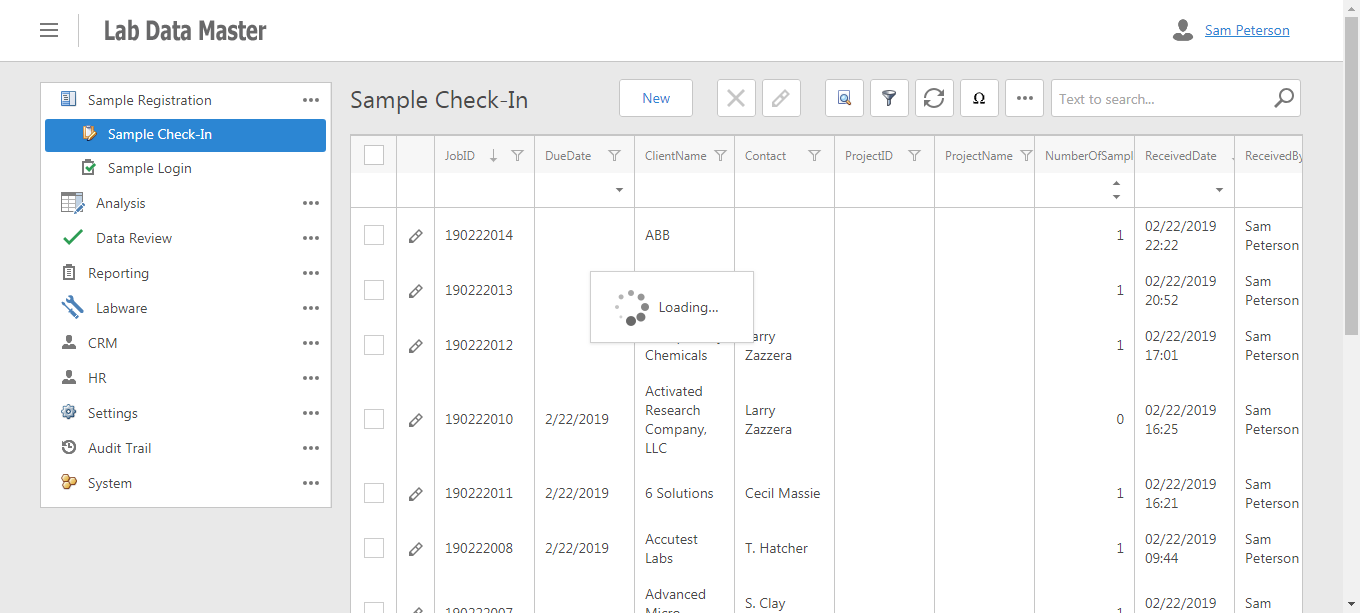 Lab Data Master
Sam Peterson
Sample Registration
Sample Check-In
Sample Login
Analysis
Data Review
Reporting
Labware
CRM
HR
Settings
Audit Trail
System
Sample Check-In
New
Ω
Text to search...
JobID DueDate ClientName Contact ProjectID ProjectName NumberOfSampl ReceivedDate ReceivedBy
190222014 ABB 1 02/22/2019 22:22 Sam Peterson
190222013 1 02/22/2019 20:52 Sam Peterson
Loading...
190222012 Chemicals Larry Zazzera 1 02/22/2019 17:01 Sam Peterson
190222010 2/22/2019 Activated Research Company, LLC Larry Zazzera 0 02/22/2019 16:25 Sam Peterson
190222011 2/22/2019 6 Solutions Cecil Massie 1 02/22/2019 16:21 Sam Peterson
190222008 2/22/2019 Accutest Labs T. Hatcher 1 02/22/2019 09:44 Sam Peterson
190222007 Advanced Micro S. Clay 1 02/22/2019 Sam